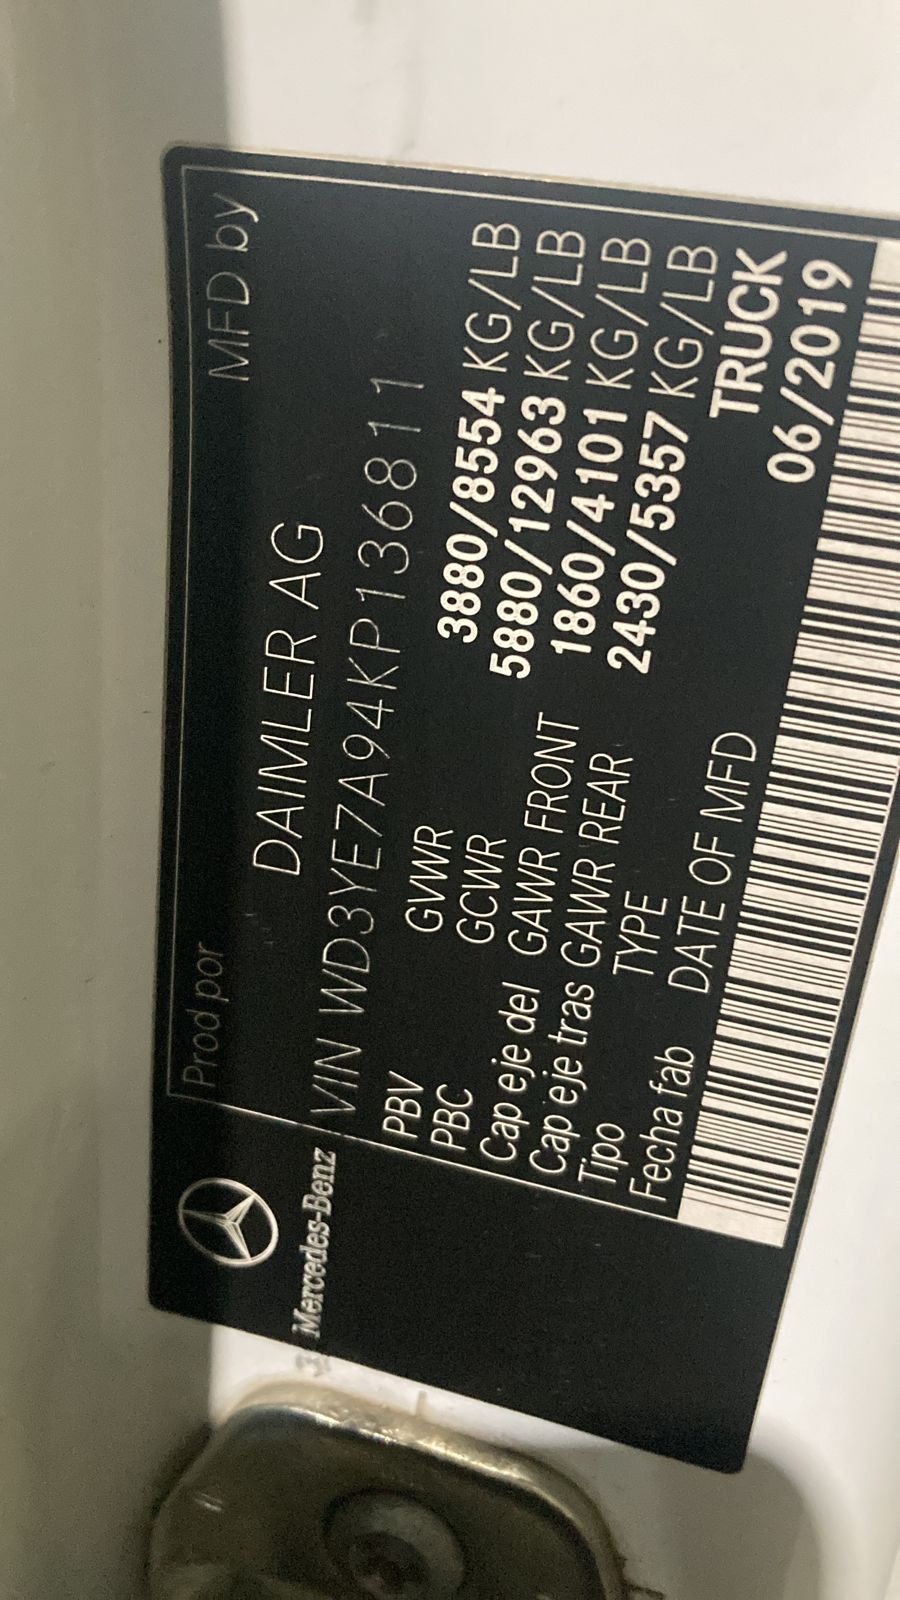 Prod por MFD by
DAIMLER AG
VIN WD3YE7A94KP136811
PBV GVWR 3880/8554 KG/LB
PBC GCWR 5880/12963 KG/LB
Cap eje del GAWR FRONT 1860/4101 KG/LB
Cap eje tras GAWR REAR 2430/5357 KG/LB
Tipo TYPE TRUCK
Fecha fab DATE OF MFD 06/2019
Mercedes-Benz